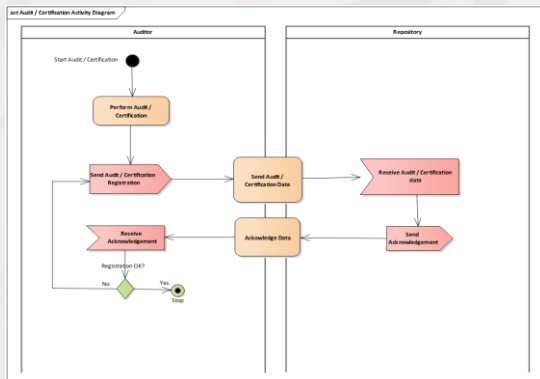 act Audit / Certification Activity Diagram
Auditor
Repository
Start Audit / Certification
Perform Audit /
Certification
Send Audit / Certification
Registration
Send Audit /
Certification Data
Receive Audit / Certification
data
Receive
Acknowledgement
Ackowledge Data
Send
Acknowledgement
Registration OK?
No
Yes
Stop